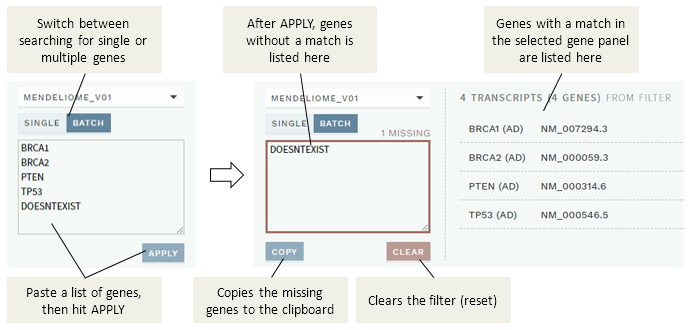 Switch between
searching for single or
multiple genes
After APPLY, genes
without a match is
listed here
Genes with a match in
the selected gene panel
are listed here
MENDELIOME_V01
SINGLE BATCH
BRCA1
BRCA2
PTEN
TP53
DOESNTEXIST
APPLY
MENDELIOME_V01
SINGLE BATCH
1 MISSING
DOESNTEXIST
COPY
CLEAR
4 TRANSCRIPTS (4 GENES) FROM FILTER
BRCA1 (AD) NM_007294.3
BRCA2 (AD) NM_000059.3
PTEN (AD) NM_000314.6
TP53 (AD) NM_000546.5
Paste a list of genes,
then hit APPLY
Copies the missing
genes to the clipboard
Clears the filter (reset)